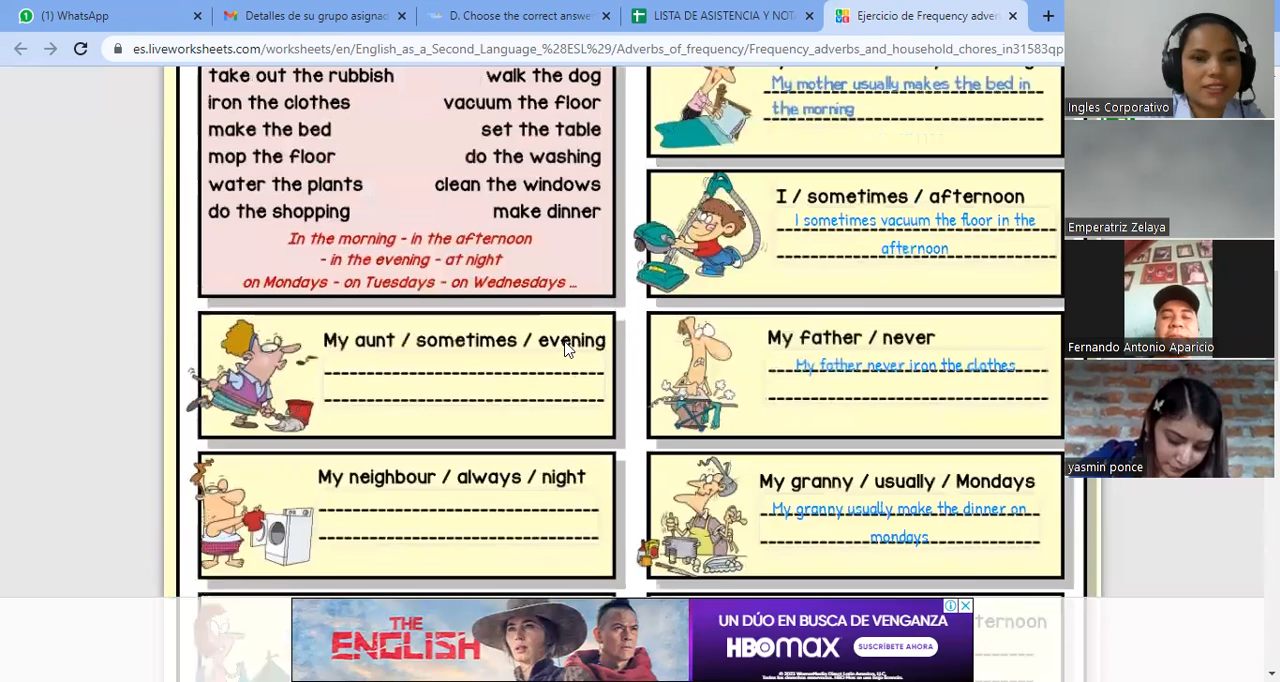 (1) WhatsApp
Detalles de su grupo asignad
D. Choose the correct answe
LISTA DE ASISTENCIA Y NOT
Ejercicio de Frequency adver
es.liveworksheets.com/worksheets/en/English_as_a_Second_Language_%28ESL%29/Adverbs_of_frequency/Frequency_adverbs_and_household_chores_in31583qp
take out the rubbish walk the dog
iron the clothes vacuum the floor
make the bed set the table
mop the floor do the washing
water the plants clean the windows
do the shopping make dinner
In the morning - in the afternoon
- in the evening - at night
on Mondays - on Tuesdays - on Wednesdays ...
My mother usually makes the bed in
the morning
I / sometimes / afternoon
I sometimes vacuum the floor in the
afternoon
My aunt / sometimes / evening
My father / never
My father never iron the clothes
My neighbour / always / night
My granny / usually / Mondays
My granny usually make the dinner on
mondays
ternoon
THE
ENGLISH
UN DÚO EN BUSCA DE VENGANZA
HBOMAX
SUSCRÍBETE AHORA
Ingles Corporativo
Emperatriz Zelaya
Fernando Antonio Aparicio
yasmin ponce